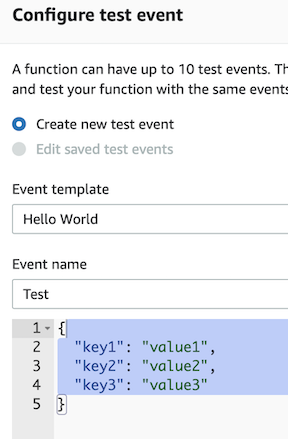 Configure test event
A function can have up to 10 test events. Th
and test your function with the same events
Create new test event
Edit saved test events
Event template
Hello World
Event name
Test
1 {
2 "key1": "value1",
3 "key2": "value2",
4 "key3": "value3"
5 }